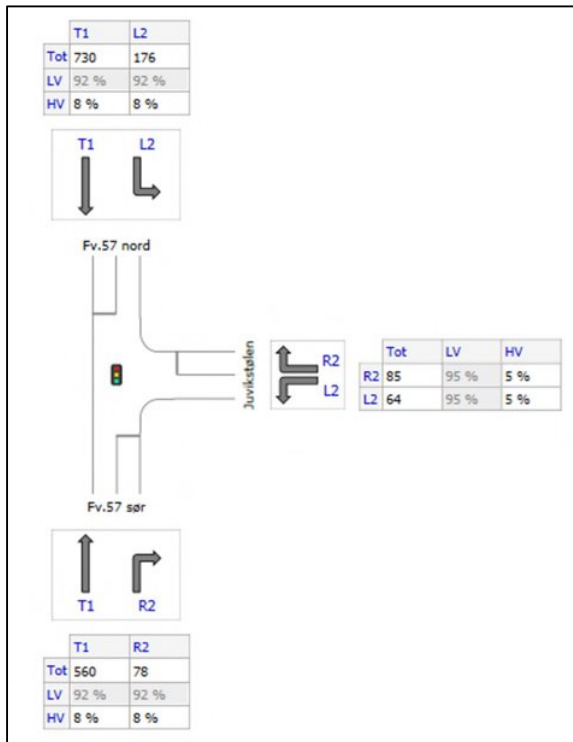 T1 L2
Tot 730 176
LV 92 % 92 %
HV 8 % 8 %
T1 L2
Fv.57 nord
Juvikstølen
R2
L2
Tot LV HV
R2 85 95 % 5 %
L2 64 95 % 5 %
Fv.57 sør
T1 R2
T1 R2
Tot 560 78
LV 92 % 92 %
HV 8 % 8 %